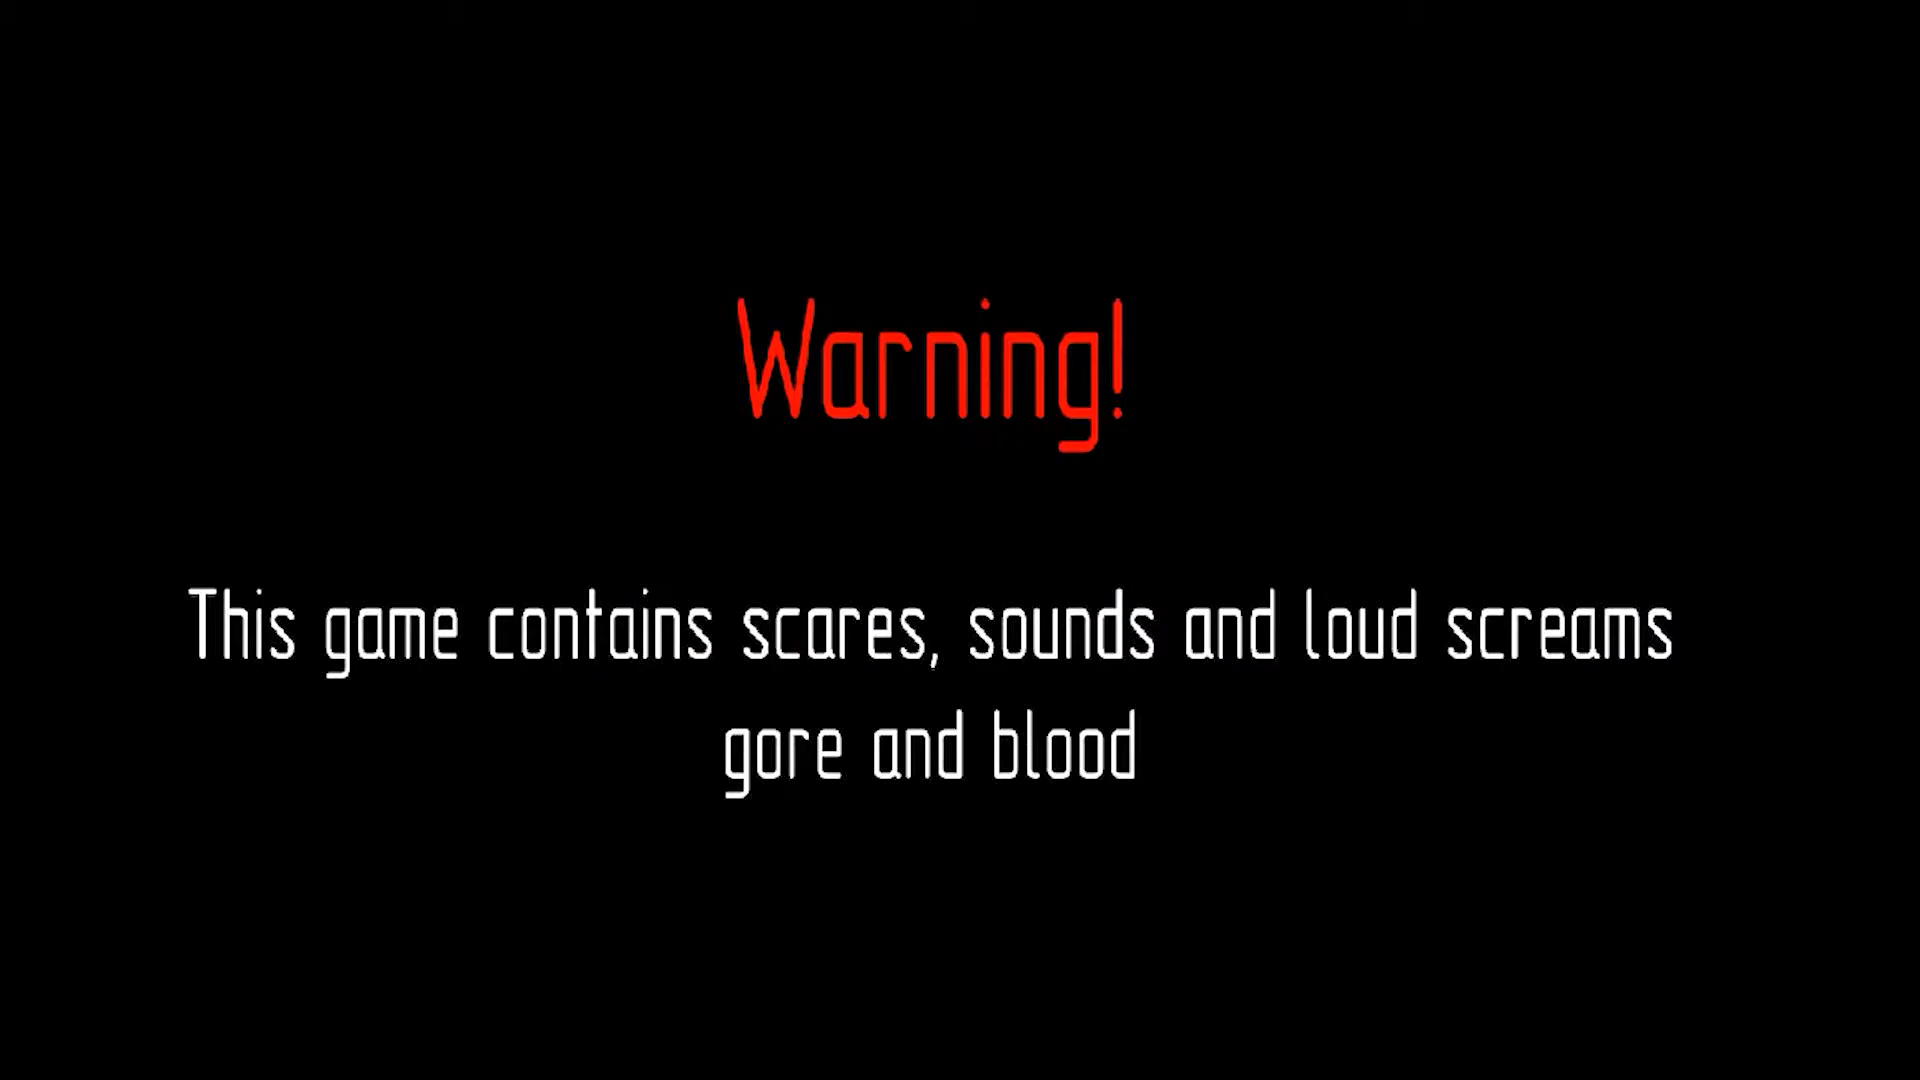 Warning!
This game contains scares, sounds and loud screams
gore and blood